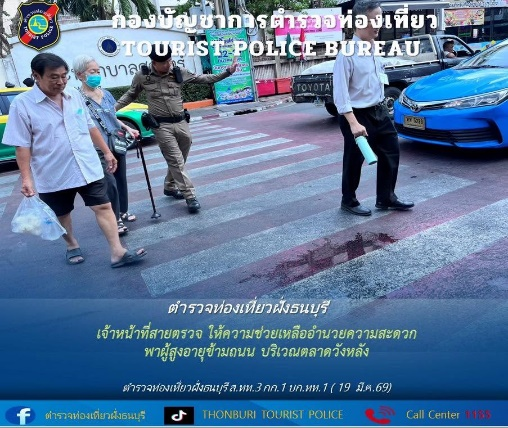 กองบัญชาการตำรวจท่องเที่ยว
TOURIST POLICE BUREAU
TOYOTA
ตำรวจท่องเที่ยวฝั่งธนบุรี
เจ้าหน้าที่สายตรวจ ให้ความช่วยเหลืออำนวยความสะดวก
พาผู้สูงอายุข้ามถนน บริเวณตลาดวังหลัง
ตำรวจท่องเที่ยวฝั่งธนบุรี ส.ทท.3 กก.1 บก.ทท.1 ( 19 มี.ค.69)
ตำรวจท่องเที่ยวฝั่งธนบุรี THONBURI TOURIST POLICE Call Center 1155